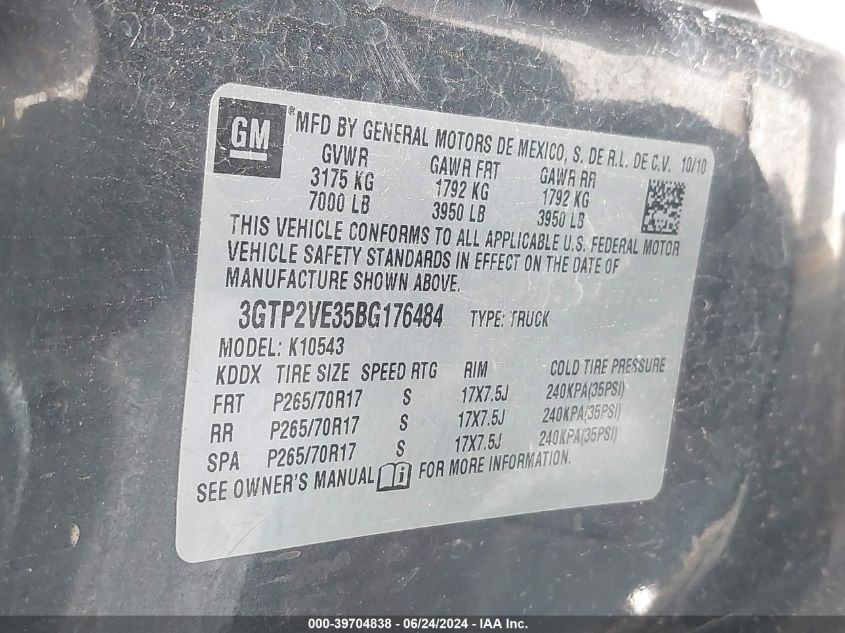 GM ® MFD BY GENERAL MOTORS DE MEXICO, S. DE R.L. DE C.V. 10/10
GVWR GAWR FRT GAWR RR
3175 KG 1792 KG 1792 KG
7000 LB 3950 LB 3950 LB
THIS VEHICLE CONFORMS TO ALL APPLICABLE U.S. FEDERAL MOTOR
VEHICLE SAFETY STANDARDS IN EFFECT ON THE DATE OF
MANUFACTURE SHOWN ABOVE.
3GTP2VE35BG176484 TYPE: TRUCK
MODEL: K10543
KDDX TIRE SIZE SPEED RTG RIM COLD TIRE PRESSURE
FRT P265/70R17 S 17X7.5J 240KPA(35PSI)
RR P265/70R17 S 17X7.5J 240KPA(35PSI)
SPA P265/70R17 S 17X7.5J 240KPA(35PSI)
SEE OWNER'S MANUAL FOR MORE INFORMATION.
000-39704838 - 06/24/2024 - IAA Inc.